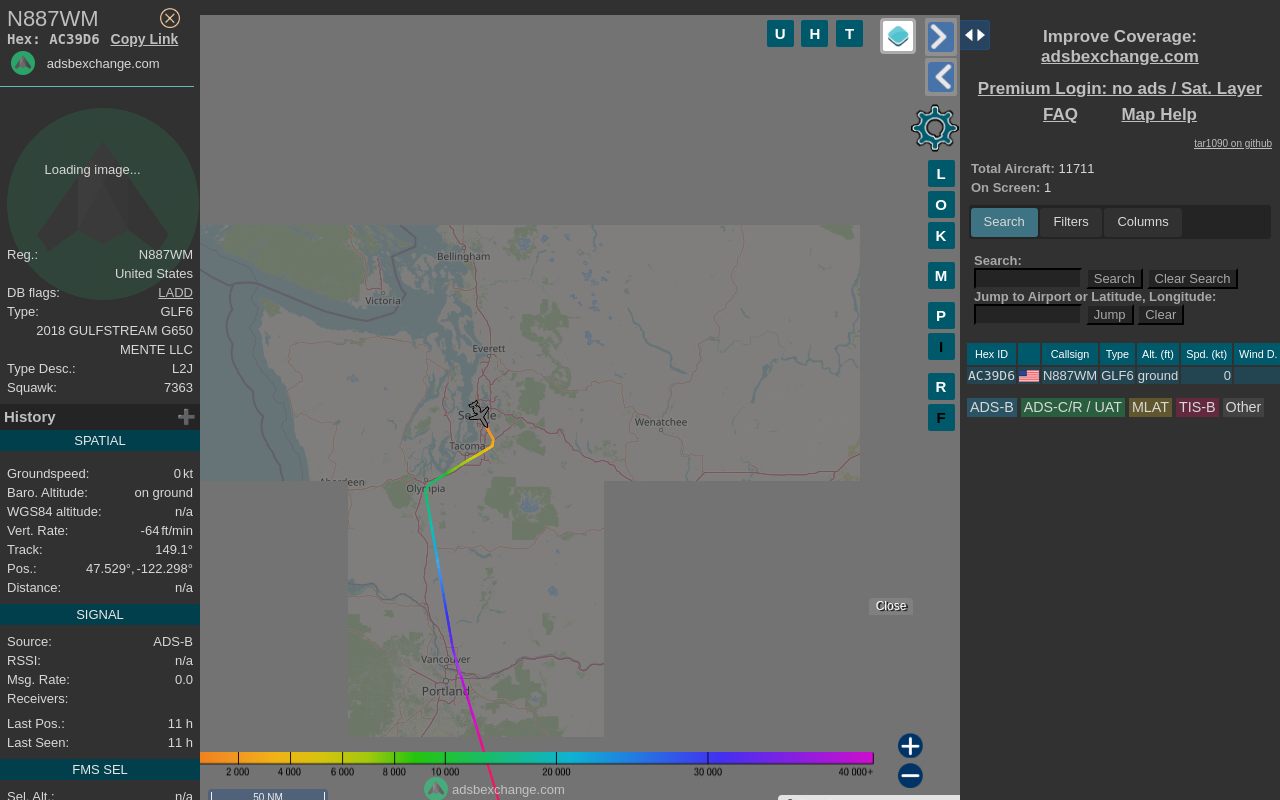 N887WM
Hex: AC39D6 Copy Link
adsbexchange.com
Loading image...
Reg.: N887WM
United States
DB flags: LADD
Type: GLF6
2018 GULFSTREAM G650
MENTE LLC
Type Desc.: L2J
Squawk: 7363
History
SPATIAL
Groundspeed: 0 kt
Baro. Altitude: on ground
WGS84 altitude: n/a
Vert. Rate: -64 ft/min
Track: 149.1°
Pos.: 47.529°, -122.298°
Distance: n/a
SIGNAL
Source: ADS-B
RSSI: n/a
Msg. Rate: 0.0
Receivers:
Last Pos.: 11 h
Last Seen: 11 h
FMS SEL
Sel. Alt.: n/a
U H T
L
O
K
M
P
I
R
F
Bellingham
Victoria
Everett
Wenatchee
Tacoma
Aberdeen
Olympia
Vancouver
Portland
Close
2 000 4 000 6 000 8 000 10 000 20 000 30 000 40 000+
50 NM
adsbexchange.com
Improve Coverage:
adsbexchange.com
Premium Login: no ads / Sat. Layer
FAQ Map Help
tar1090 on github
Total Aircraft: 11711
On Screen: 1
Search Filters Columns
Search:
Search Clear Search
Jump to Airport or Latitude, Longitude:
Jump Clear
Hex ID Callsign Type Alt. (ft) Spd. (kt) Wind D.
AC39D6 N887WM GLF6 ground 0
ADS-B ADS-C/R / UAT MLAT TIS-B Other